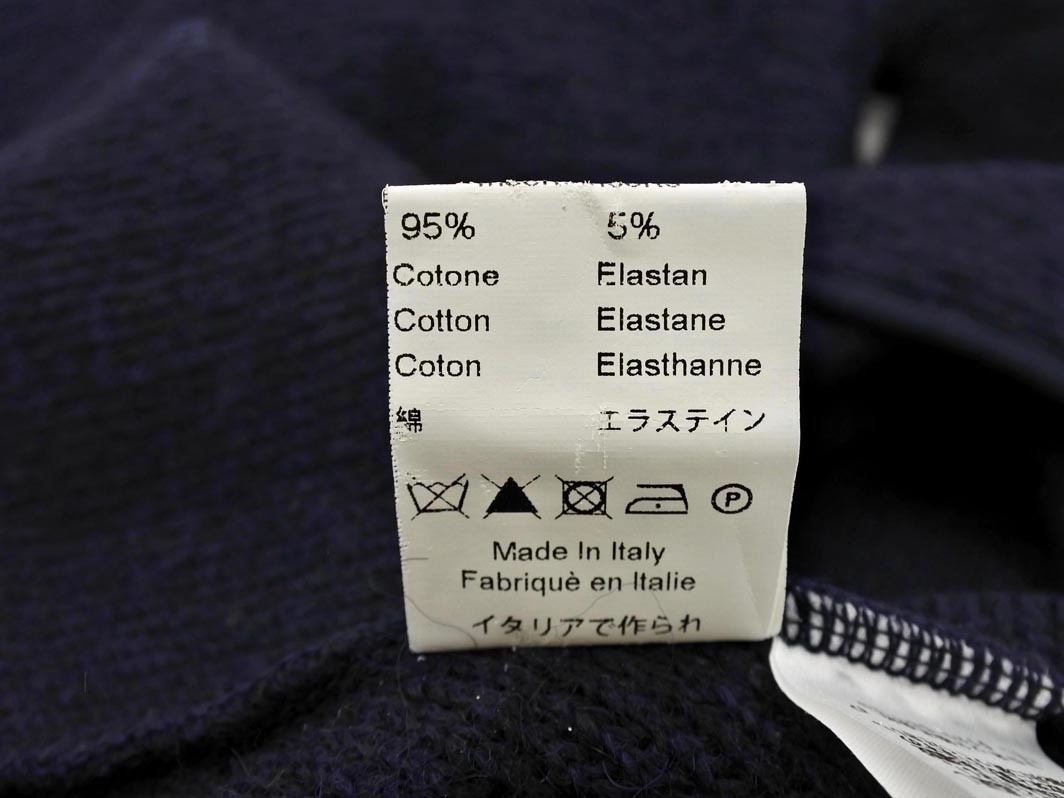 95% 5%
Cotone Elastan
Cotton Elastane
Coton Elasthanne
綿 エラステイン
P
Made In Italy
Fabriquè en Italie
イタリアで作られ